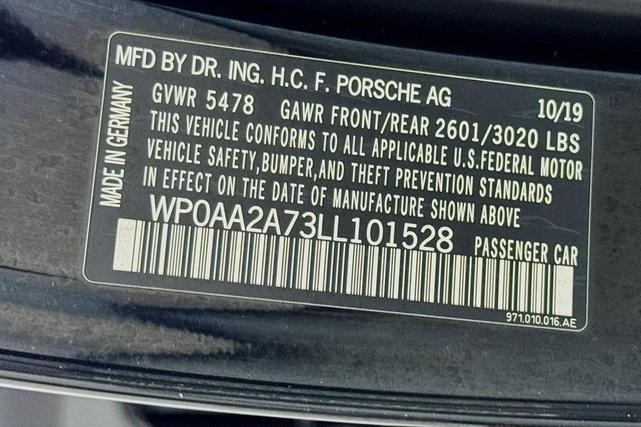 MFD BY DR. ING. H.C. F. PORSCHE AG 10/19
GVWR 5478 GAWR FRONT/REAR 2601/3020 LBS
THIS VEHICLE CONFORMS TO ALL APPLICABLE U.S.FEDERAL MOTOR
VEHICLE SAFETY,BUMPER,AND THEFT PREVENTION STANDARDS
IN EFFECT ON THE DATE OF MANUFACTURE SHOWN ABOVE
WP0AA2A73LL101528 PASSENGER CAR
971.010.016.AE
MADE IN GERMANY